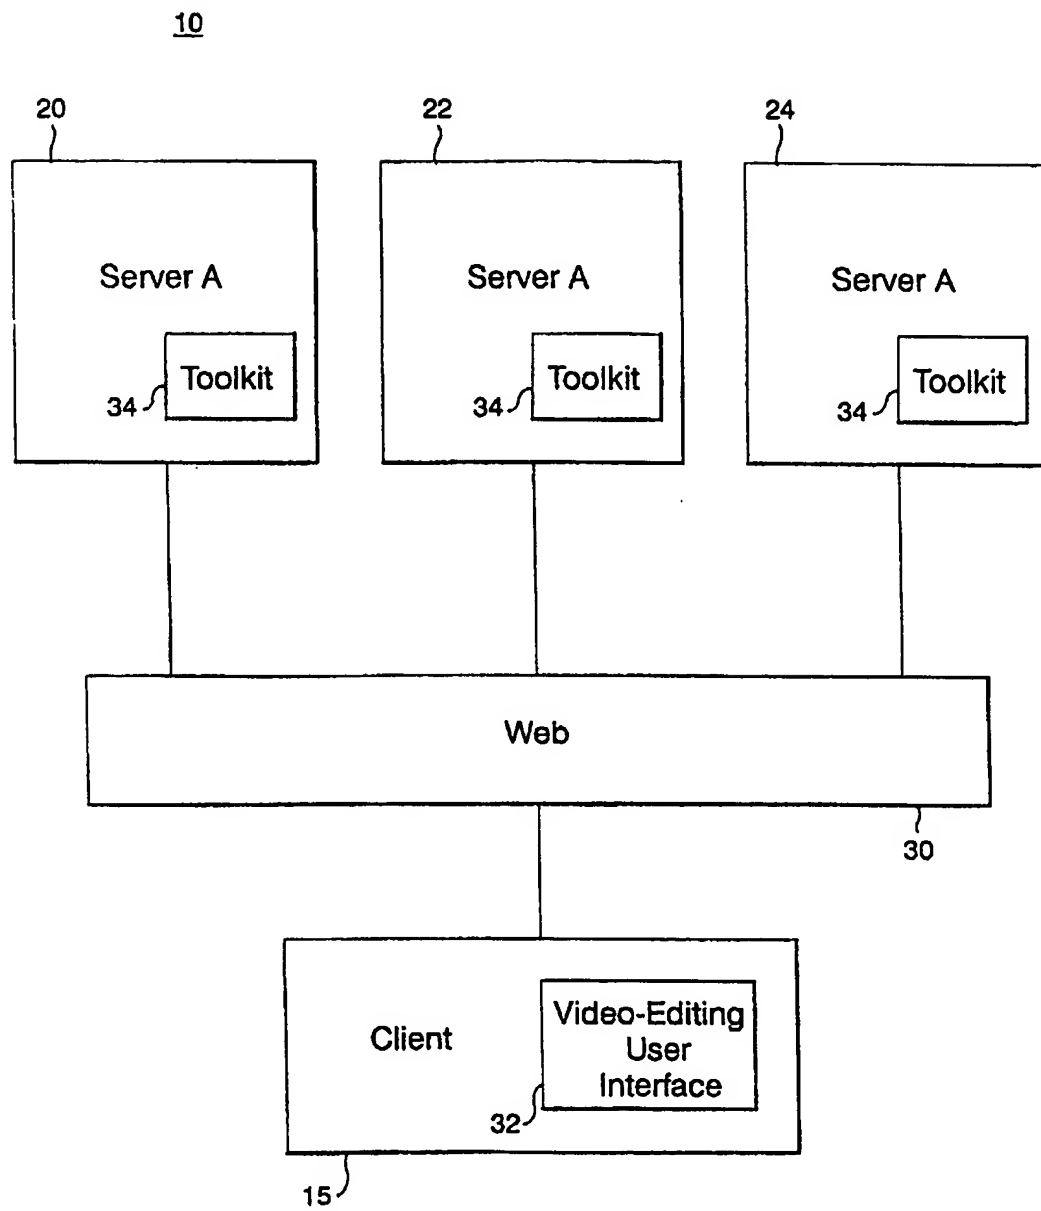 10
20
22
24
Server A
Server A
Server A
Toolkit
Toolkit
Toolkit
34
34
34
Web
30
Client
Video-Editing
User
Interface
32
15